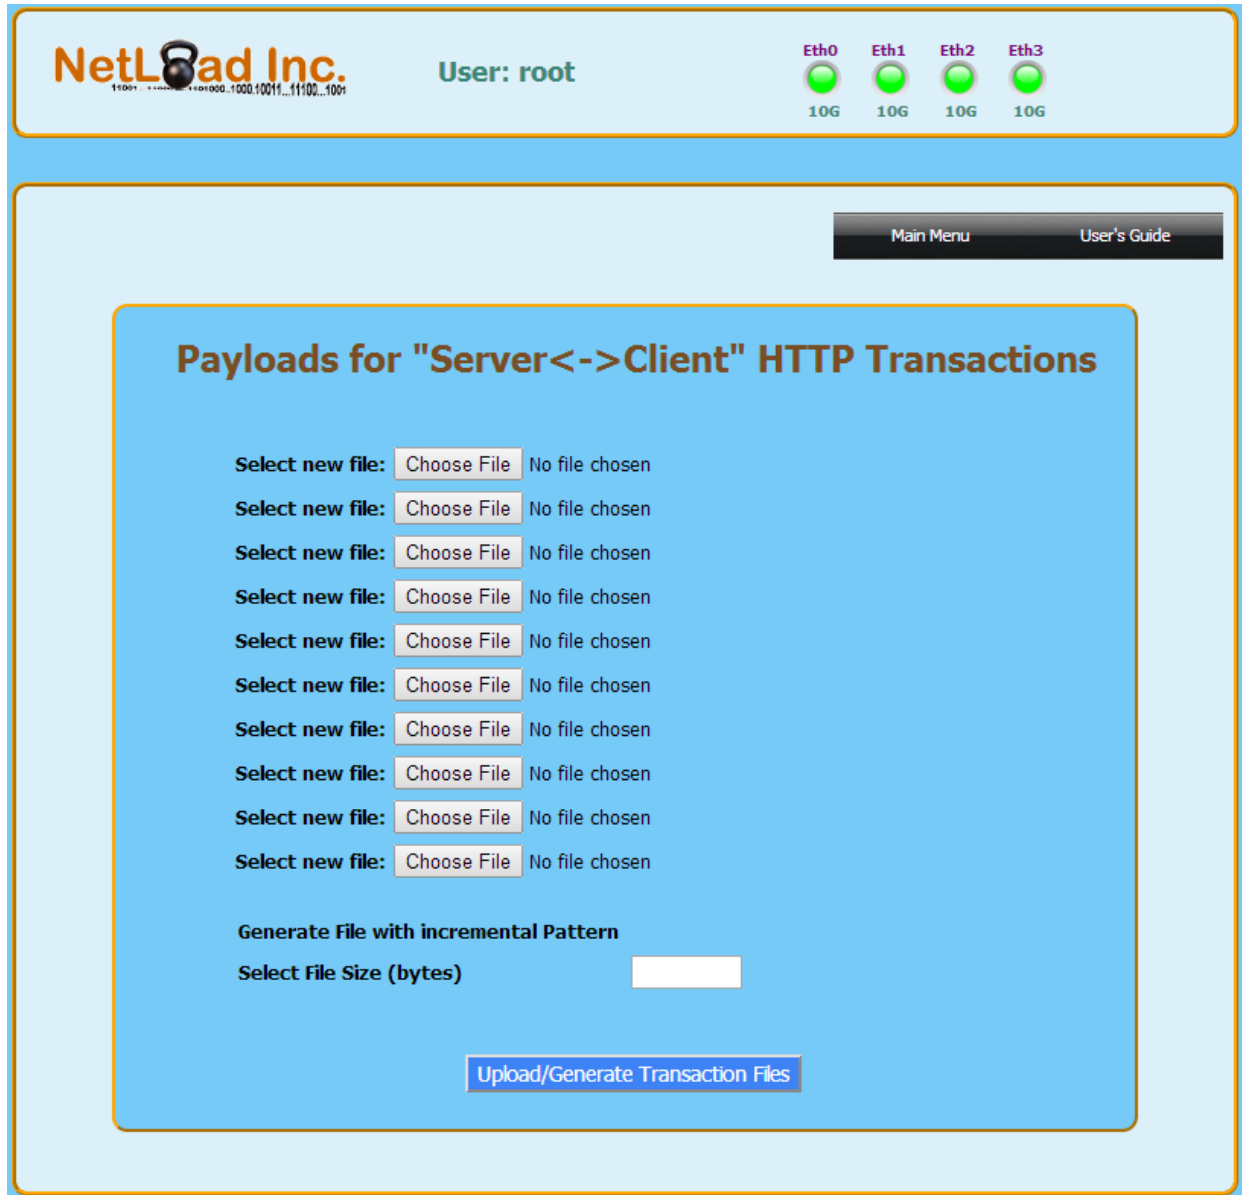 NetLoad Inc.
User: root
Eth0 Eth1 Eth2 Eth3
10G 10G 10G 10G
Main Menu User's Guide
Payloads for "Server<->Client" HTTP Transactions
Select new file: Choose File No file chosen
Select new file: Choose File No file chosen
Select new file: Choose File No file chosen
Select new file: Choose File No file chosen
Select new file: Choose File No file chosen
Select new file: Choose File No file chosen
Select new file: Choose File No file chosen
Select new file: Choose File No file chosen
Select new file: Choose File No file chosen
Select new file: Choose File No file chosen
Generate File with incremental Pattern
Select File Size (bytes)
Upload/Generate Transaction Files